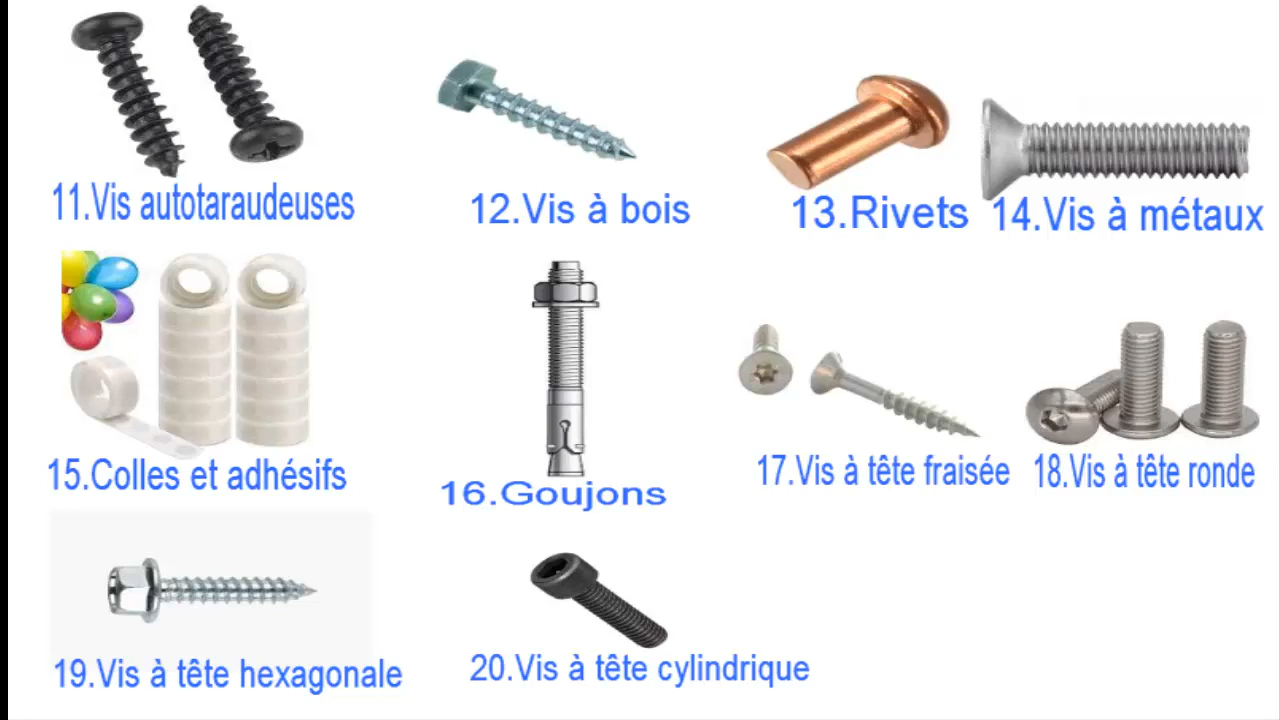 11.Vis autotaraudeuses
12.Vis à bois
13.Rivets
14.Vis à métaux
15.Colles et adhésifs
16.Goujons
17.Vis à tête fraisée
18.Vis à tête ronde
19.Vis à tête hexagonale
20.Vis à tête cylindrique